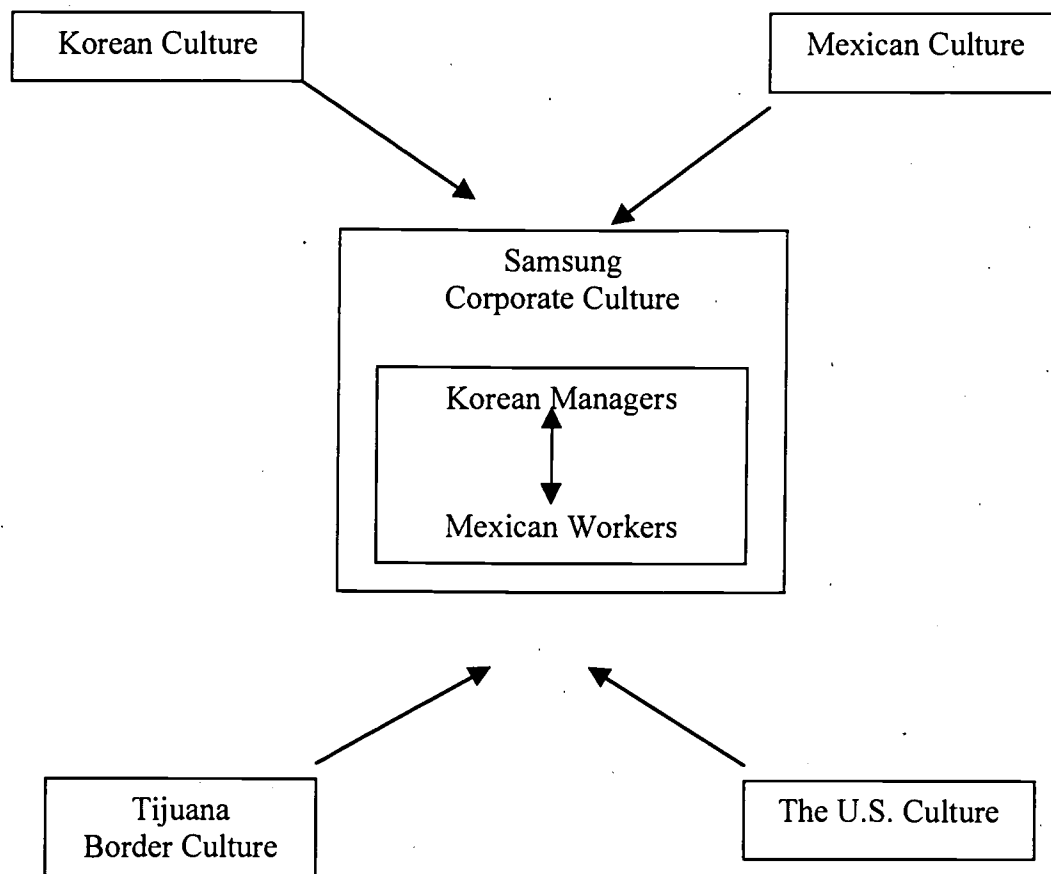 Korean Culture
Mexican Culture
Samsung
Corporate Culture
Korean Managers
Mexican Workers
Tijuana
Border Culture
The U.S. Culture